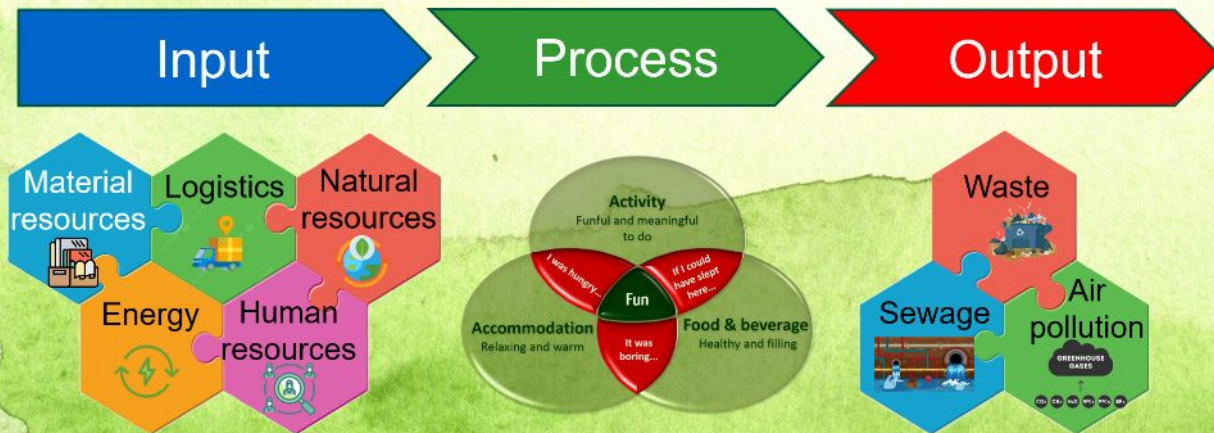 Input
Process
Output
Material
resources
Logistics
Natural
resources
Energy
Human
resources
Activity
Funful and meaningful
to do
I was hungry...
If I could
have slept
here...
Fun
Accommodation
Relaxing and warm
Food & beverage
Healthy and filling
It was
boring...
Waste
Sewage
Air
pollution
GREENHOUSE
GASES